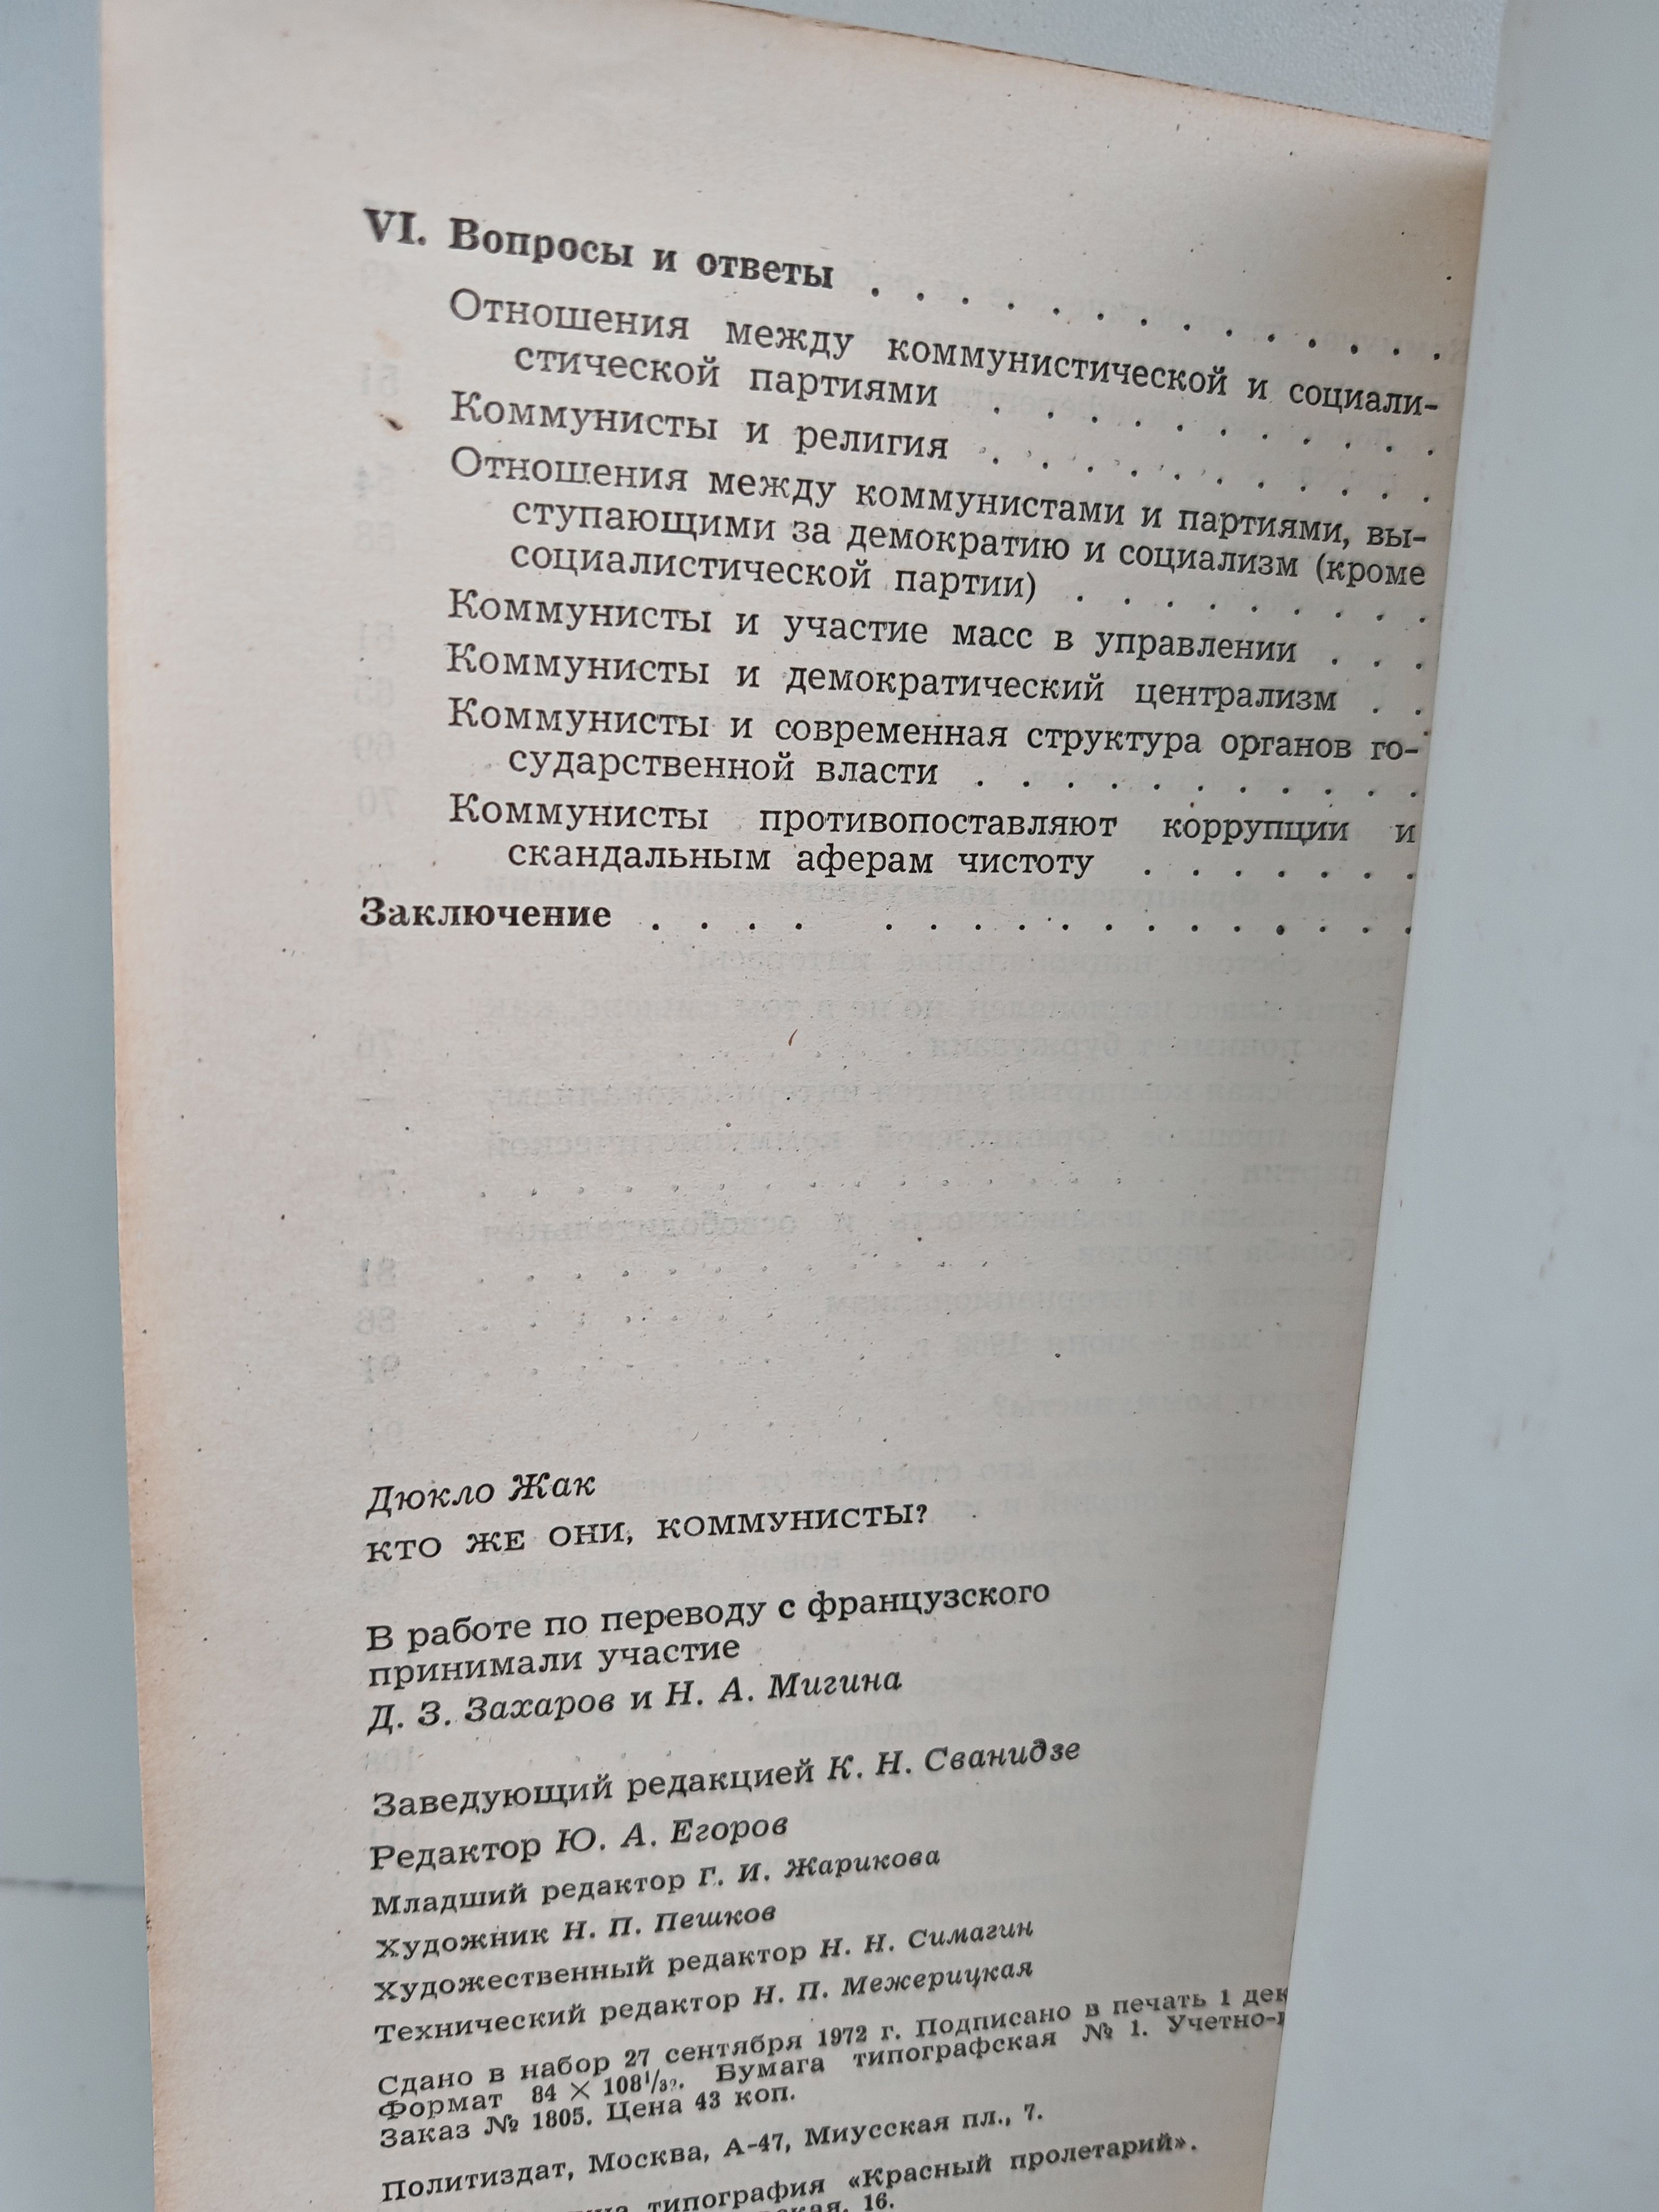 VI. Вопросы и ответы . . . . . . . . . . . . . .
Отношения между коммунистической и социали-
стической партиями . . . . . . . . . . .
Коммунисты и религия . . . . . . . . . . .
Отношения между коммунистами и партиями, вы-
ступающими за демократию и социализм (кроме
социалистической партии) . . . . . . . . .
Коммунисты и участие масс в управлении . . .
Коммунисты и демократический централизм . .
Коммунисты и современная структура органов го-
сударственной власти . . . . . . . . . . .
Коммунисты противопоставляют коррупции и
скандальным аферам чистоту . . . . . . .
Заключение . . . . . . . . . . . . . . . . .
Дюкло Жак
КТО ЖЕ ОНИ, КОММУНИСТЫ?
В работе по переводу с французского
принимали участие
Д. З. Захаров и Н. А. Мигина
Заведующий редакцией К. Н. Сванидзе
Редактор Ю. А. Егоров
Младший редактор Г. И. Жарикова
Художник Н. П. Пешков
Художественный редактор Н. Н. Симагин
Технический редактор Н. П. Межерицкая
Сдано в набор 27 сентября 1972 г. Подписано в печать 1 дек
Формат 84 × 108 1/32. Бумага типографская № 1. Учетно-
Заказ № 1805. Цена 43 коп.
Политиздат, Москва, А-47, Миусская пл., 7.
типография «Красный пролетарий».
16.